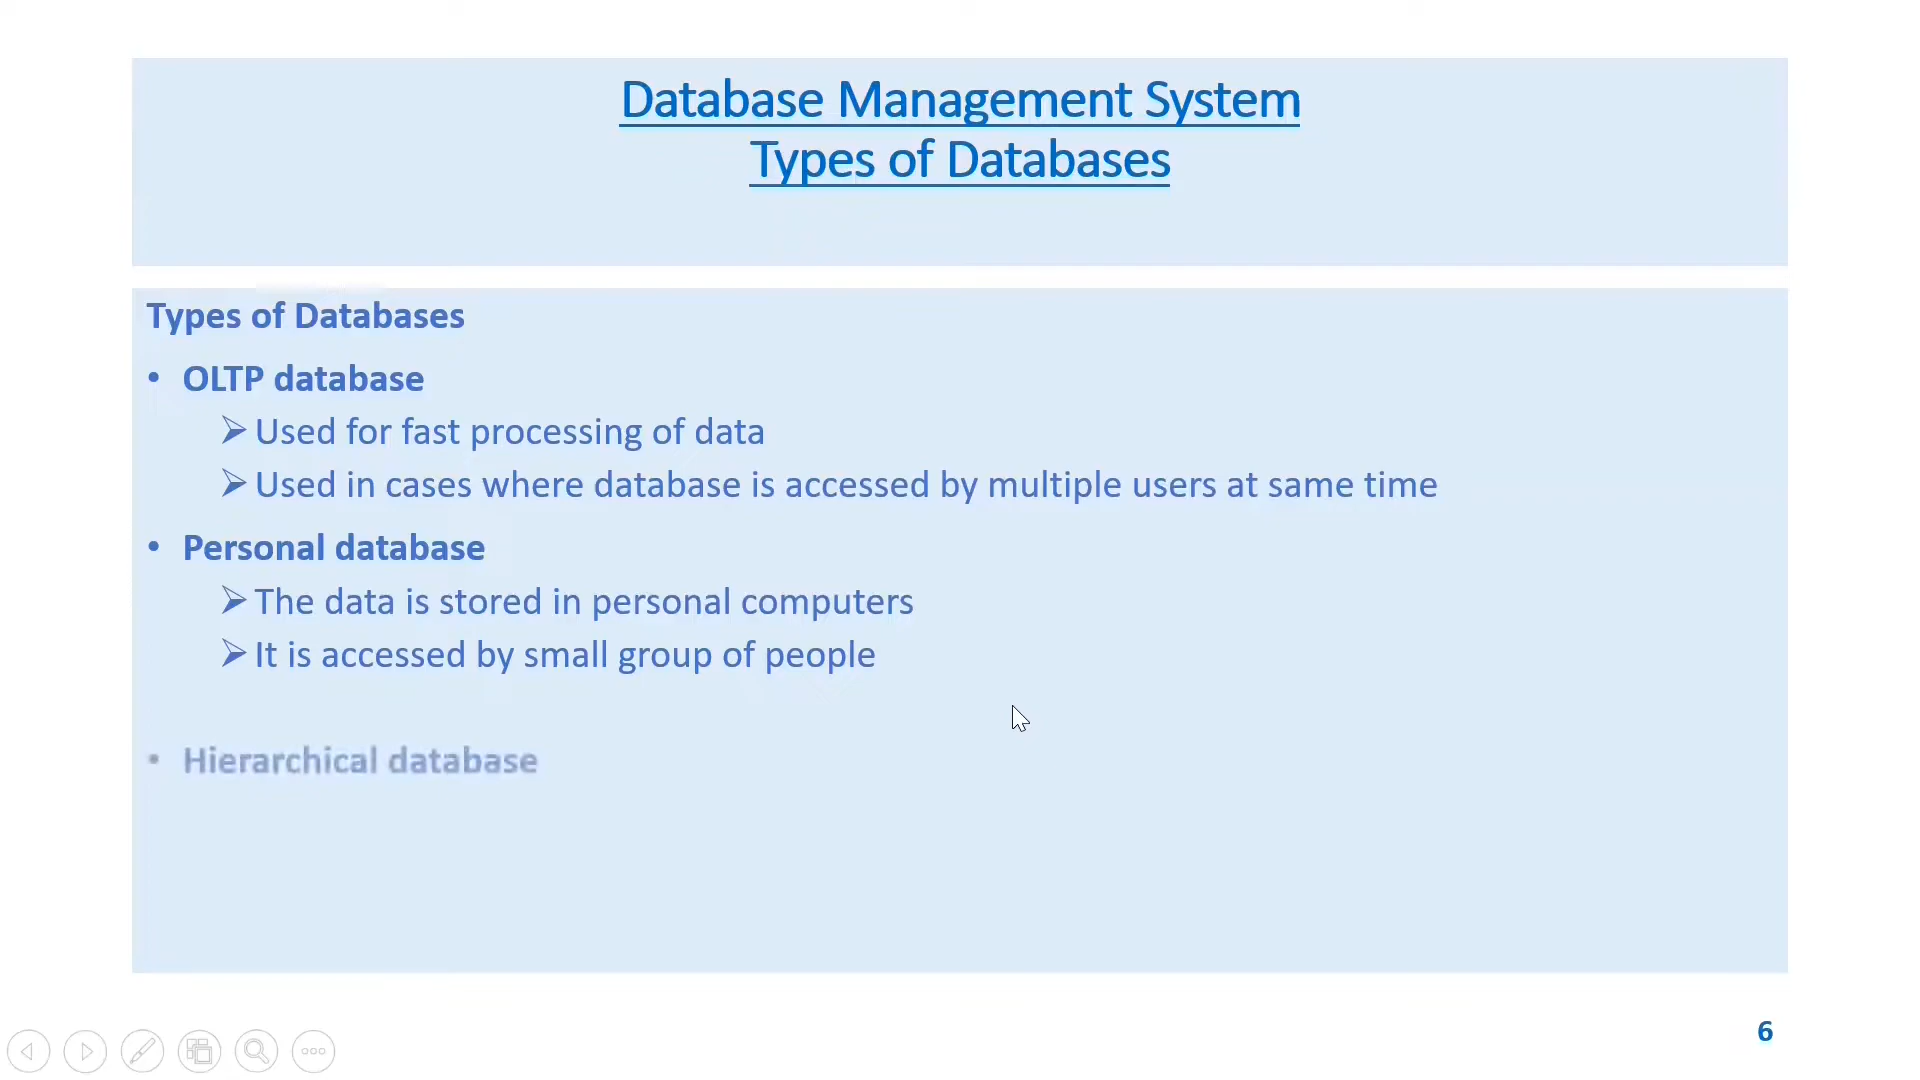 Database Management System
Types of Databases
Types of Databases
• OLTP database
➢ Used for fast processing of data
➢ Used in cases where database is accessed by multiple users at same time
• Personal database
➢ The data is stored in personal computers
➢ It is accessed by small group of people
• Hierarchical database
6